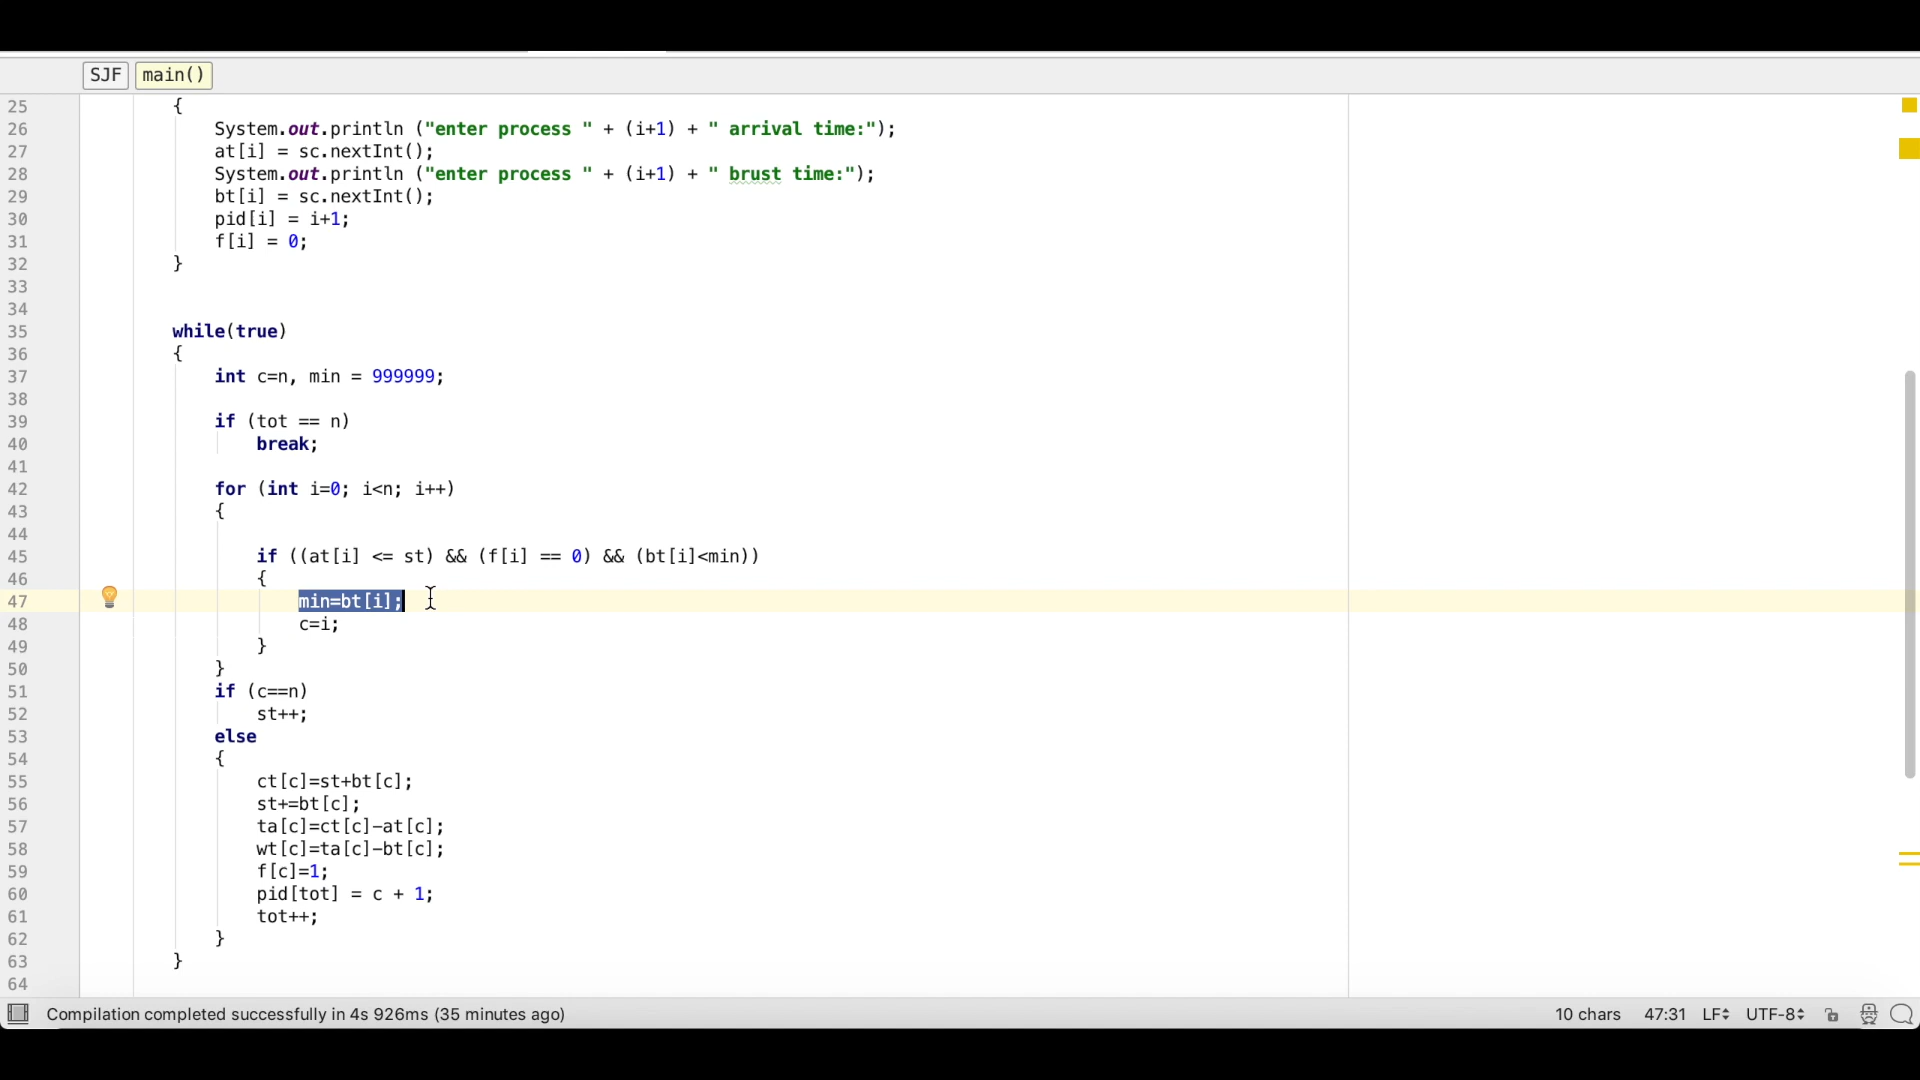 SJF main()
25 {
26 System.out.println ("enter process " + (i+1) + " arrival time:");
27 at[i] = sc.nextInt();
28 System.out.println ("enter process " + (i+1) + " brust time:");
29 bt[i] = sc.nextInt();
30 pid[i] = i+1;
31 f[i] = 0;
32 }
33
34
35 while(true)
36 {
37 int c=n, min = 999999;
38
39 if (tot == n)
40 break;
41
42 for (int i=0; i<n; i++)
43 {
44
45 if ((at[i] <= st) && (f[i] == 0) && (bt[i]<min))
46 {
47 min=bt[i];
48 c=i;
49 }
50 }
51 if (c==n)
52 st++;
53 else
54 {
55 ct[c]=st+bt[c];
56 st+=bt[c];
57 ta[c]=ct[c]-at[c];
58 wt[c]=ta[c]-bt[c];
59 f[c]=1;
60 pid[tot] = c + 1;
61 tot++;
62 }
63 }
64
Compilation completed successfully in 4s 926ms (35 minutes ago) 10 chars 47:31 LF UTF-8